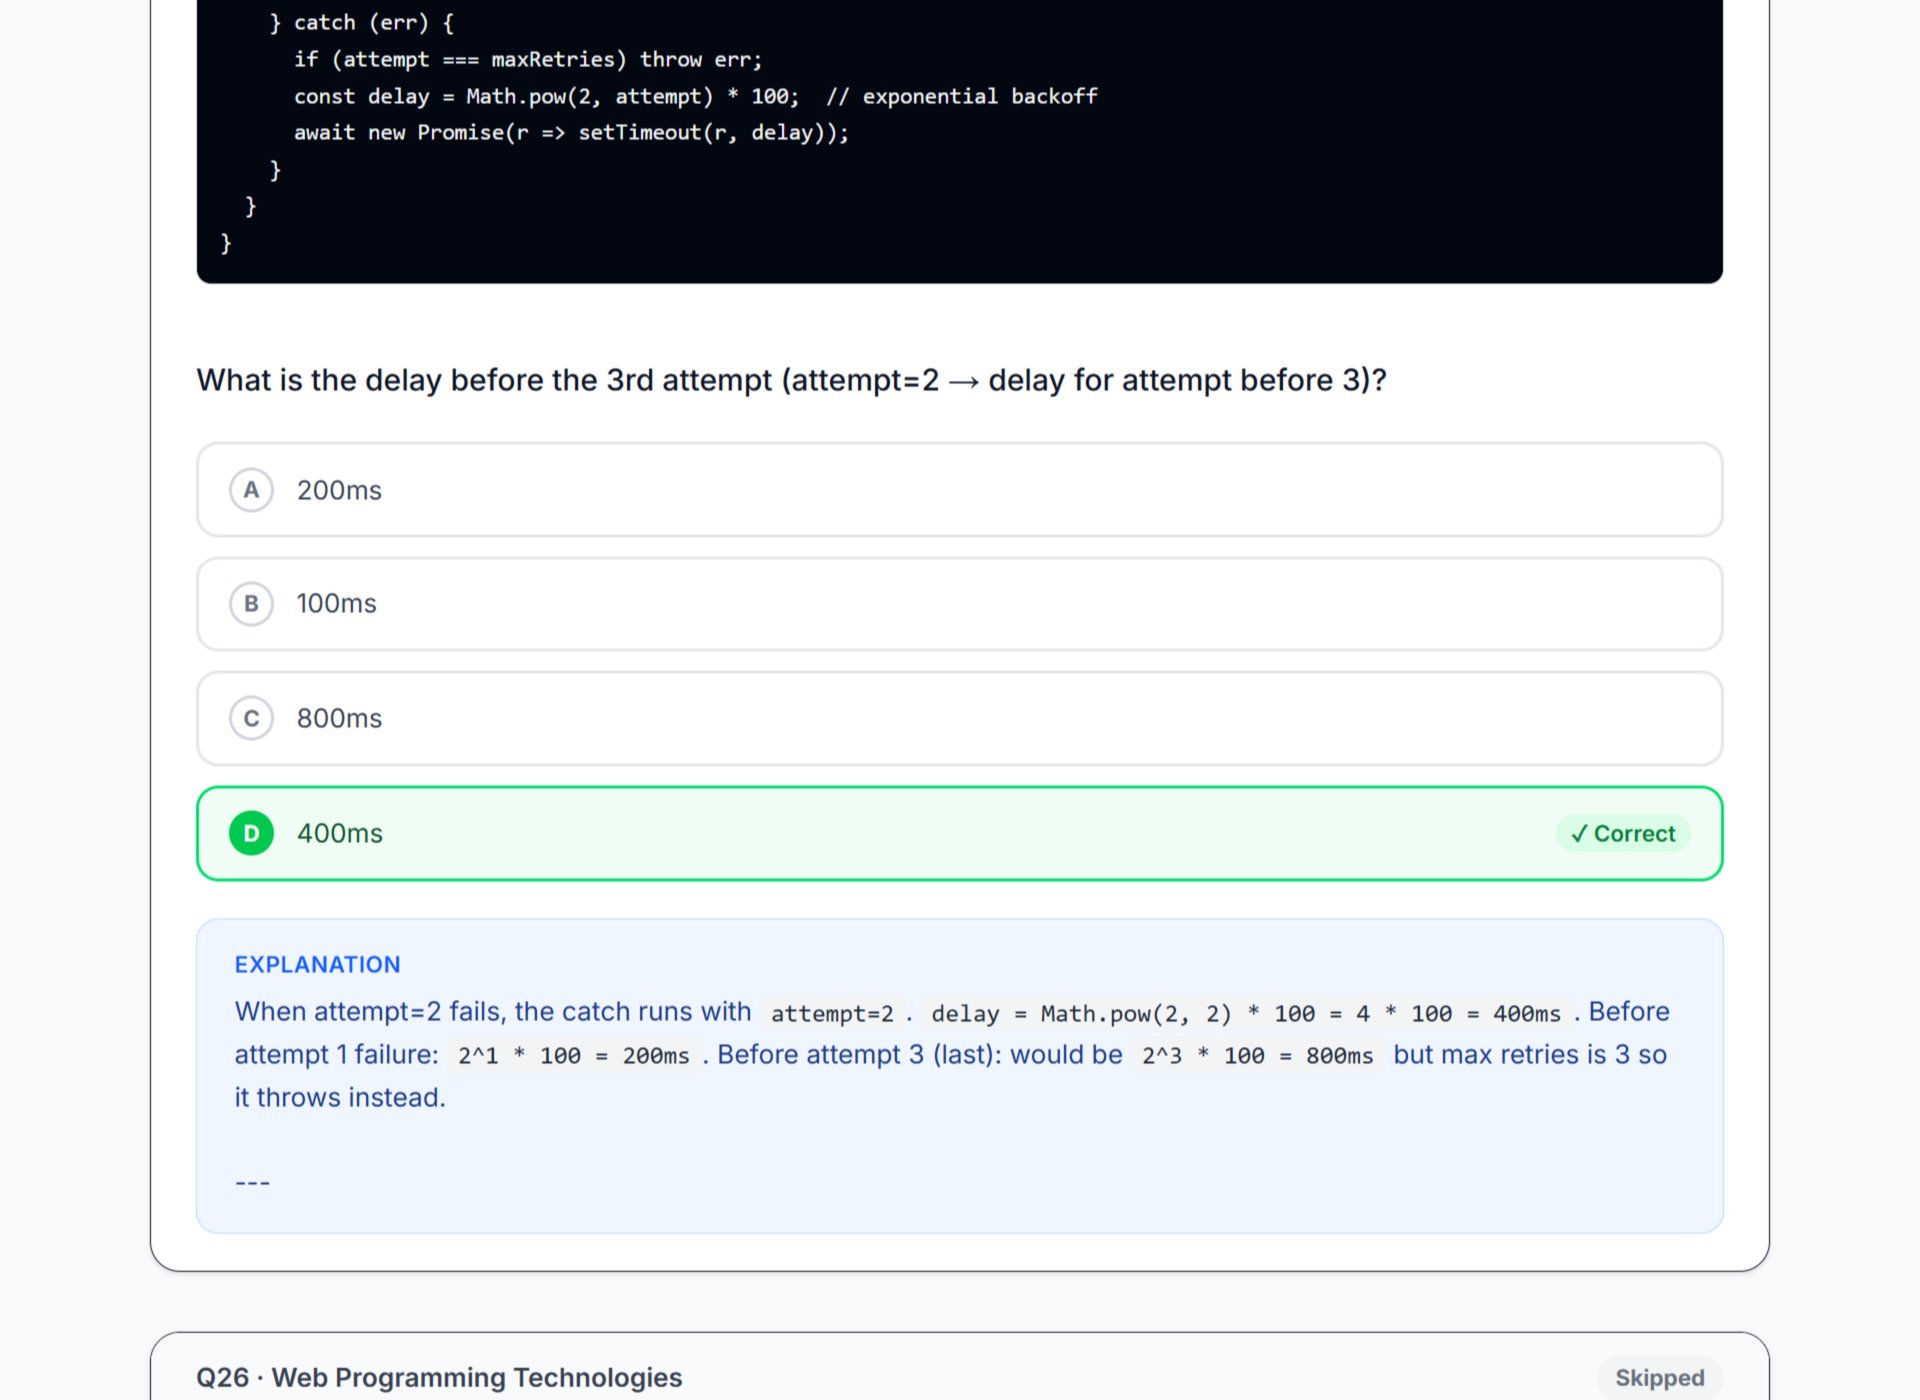 } catch (err) {
if (attempt === maxRetries) throw err;
const delay = Math.pow(2, attempt) * 100;  // exponential backoff
await new Promise(r => setTimeout(r, delay));
}
}
}
What is the delay before the 3rd attempt (attempt=2 → delay for attempt before 3)?
A 200ms
B 100ms
C 800ms
D 400ms ✓ Correct
EXPLANATION
When attempt=2 fails, the catch runs with attempt=2 . delay = Math.pow(2, 2) * 100 = 4 * 100 = 400ms . Before
attempt 1 failure: 2^1 * 100 = 200ms . Before attempt 3 (last): would be 2^3 * 100 = 800ms but max retries is 3 so
it throws instead.
---
Q26 · Web Programming Technologies Skipped